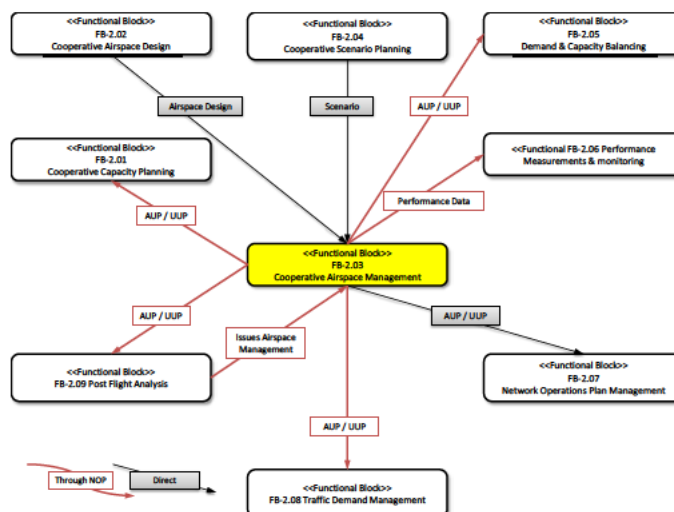 <<Functional Block>>
FB-2.02
Cooperative Airspace Design
<<Functional Block>>
FB-2.04
Cooperative Scenario Planning
<<Functional Block>>
FB-2.05
Demand & Capacity Balancing
Airspace Design
Scenario
AUP / UUP
<<Functional Block>>
FB-2.01
Cooperative Capacity Planning
<<Functional FB-2.06 Performance
Measurements & monitoring
Performance Data
AUP / UUP
<<Functional Block>>
FB-2.03
Cooperative Airspace Management
AUP / UUP
Issues Airspace
Management
AUP / UUP
<<Functional Block>>
FB-2.09 Post Flight Analysis
<<Functional Block>>
FB-2.07
Network Operations Plan Management
AUP / UUP
Through NOP
Direct
<<Functional Block>>
FB-2.08 Traffic Demand Management